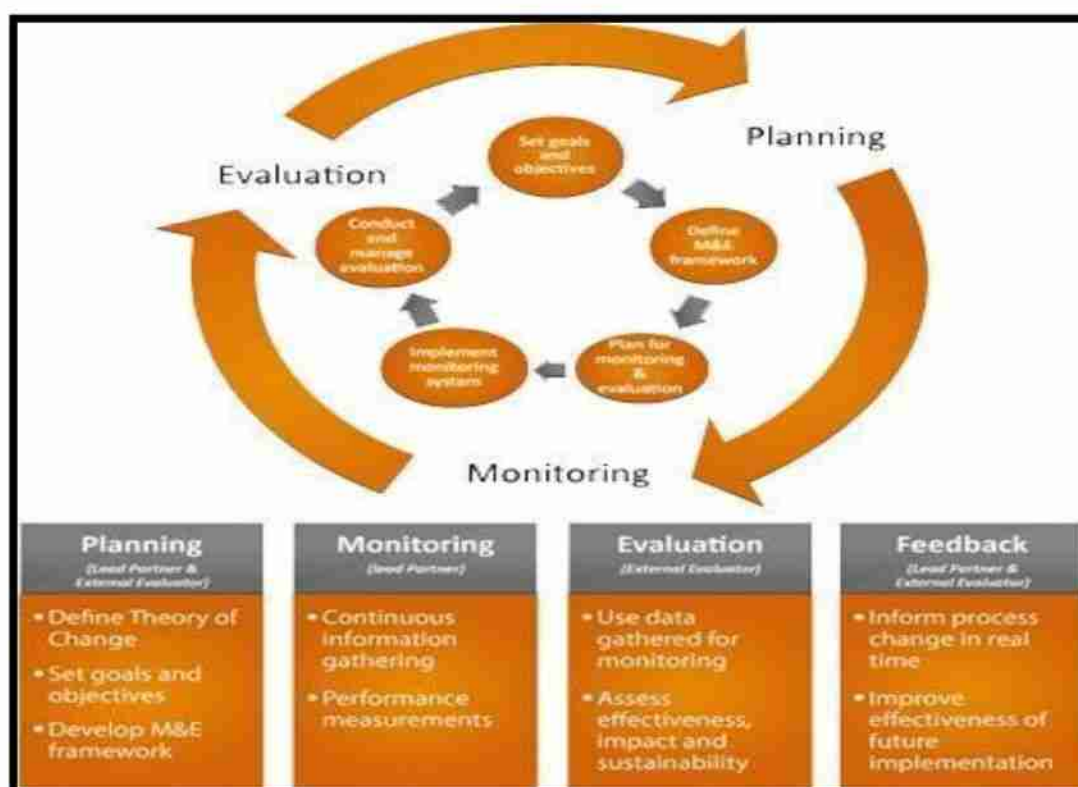 Planning
Evaluation
Monitoring
Set goals
and
objectives
Define
M&E
framework
Plan for
monitoring
&
evaluation
Implement
monitoring
system
Conduct
and
manage
evaluation
Planning
(Lead Partner &
External Evaluator)
• Define Theory of
Change
• Set goals and
objectives
• Develop M&E
framework
Monitoring
(lead Partner)
• Continuous
information
gathering
• Performance
measurements
Evaluation
(External Evaluator)
• Use data
gathered for
monitoring
• Assess
effectiveness,
impact and
sustainability
Feedback
(Lead Partner &
External Evaluator)
• Inform process
change in real
time
• Improve
effectiveness of
future
implementation